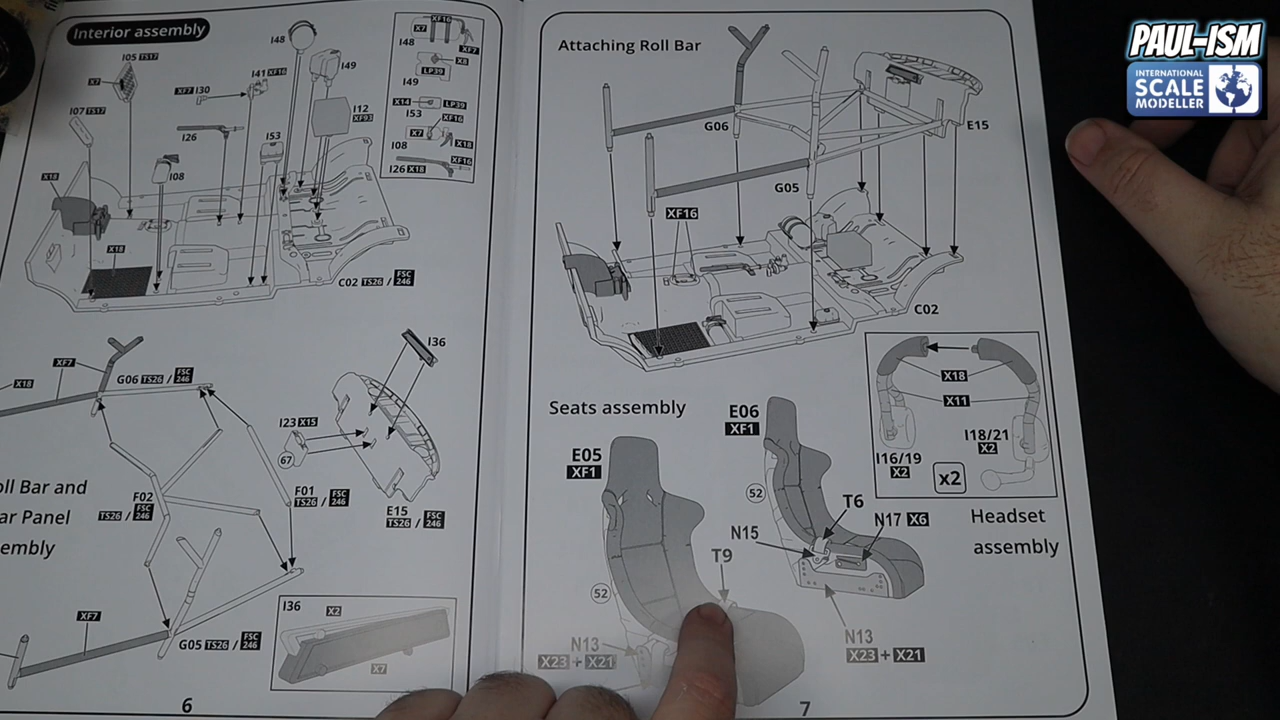 Interior assembly
I05 TS17
X7
I07 TS17
XF7 I30
I41 XF16
I26
I48
I49
I12
XF93
I53
I08
X18
X18
C02 TS26 / FSC 246
X7
XF16
I48
XF7
X8
LP39
I49
X14
LP39
I53
XF16
X7
I08
X18
I26 X18
XF16
X18
XF7
G06 TS26 / FSC 246
I36
I23 X15
67
F02
TS26 / FSC 246
F01
TS26 / FSC 246
E15
TS26 / FSC 246
oll Bar and
ar Panel
embly
XF7
G05 TS26 / FSC 246
I36
X2
X7
6
Attaching Roll Bar
G06
E15
G05
XF16
C02
Seats assembly
E05
XF1
52
N13
X23 + X21
T9
E06
XF1
52
T6
N15
N17 X6
N13
X23 + X21
X18
X11
I16/19
X2
I18/21
X2
x2
Headset
assembly
7
PAUL-ISM
INTERNATIONAL
SCALE
MODELLER